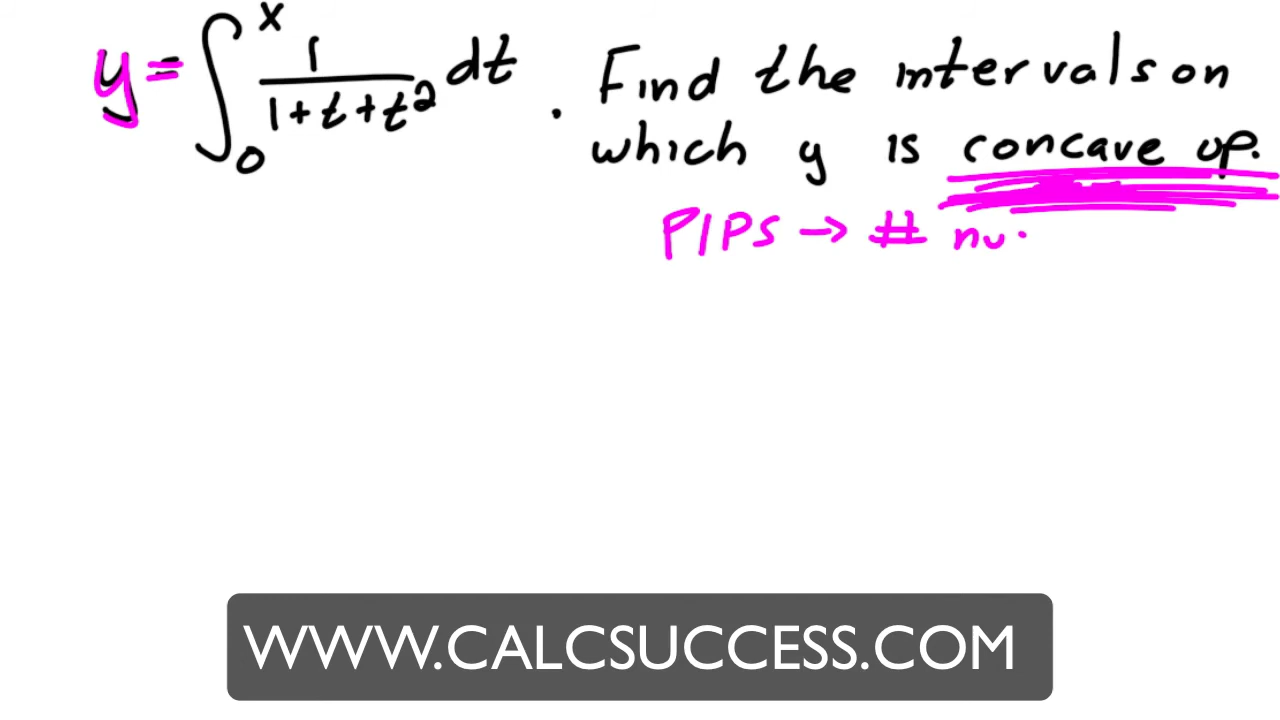 y = ∫₀ˣ 1/(1+t+t²) dt . Find the intervals on
which y is concave up.
PIPS → # nu.
WWW.CALCSUCCESS.COM